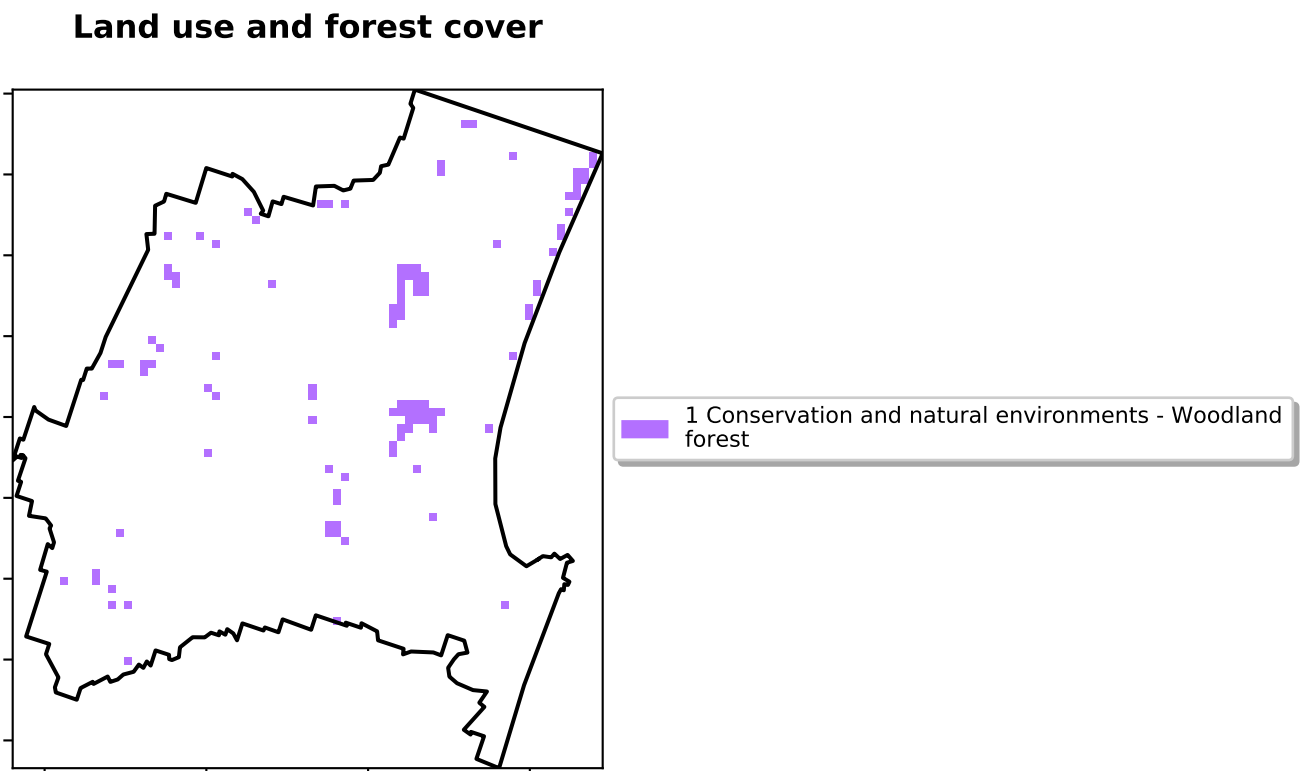 Land use and forest cover
1 Conservation and natural environments - Woodland
forest